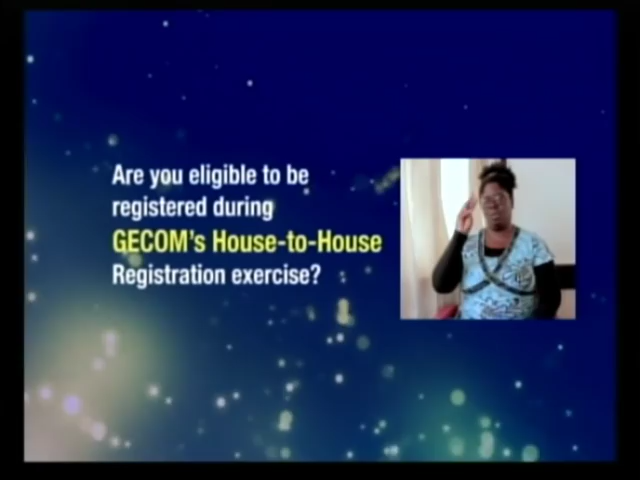 Are you eligible to be
registered during
GECOM's House-to-House
Registration exercise?